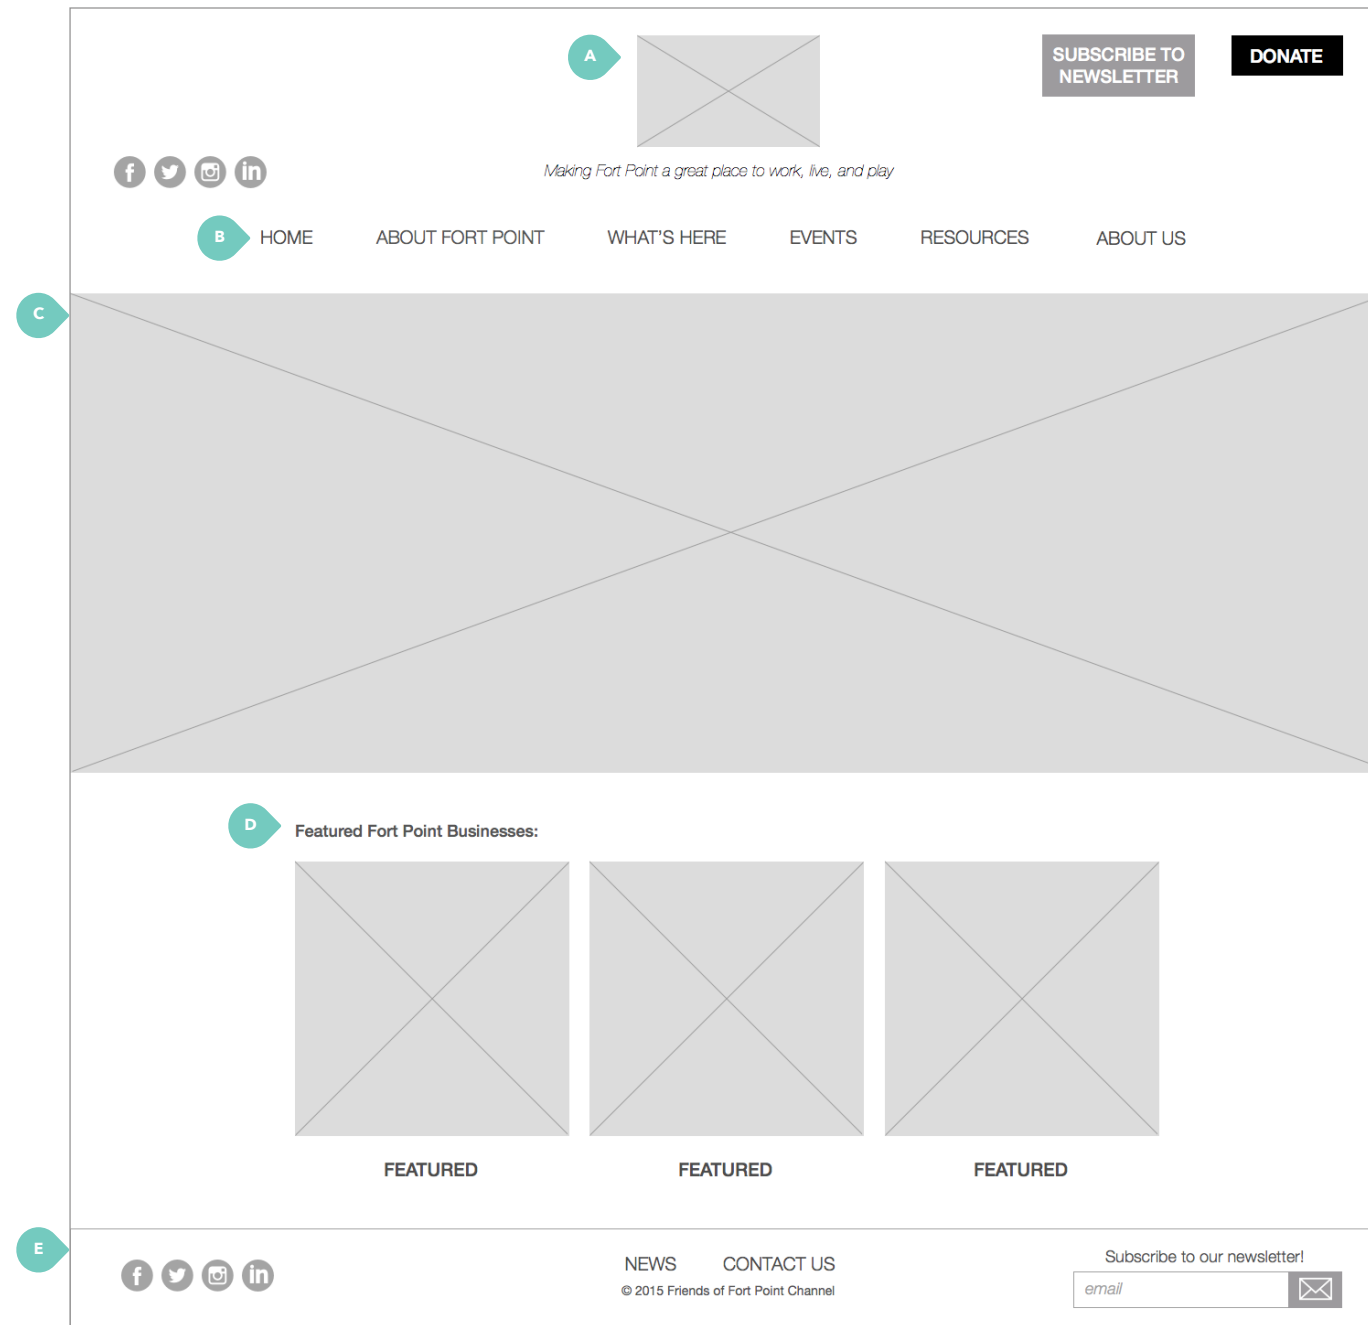 A
SUBSCRIBE TO
NEWSLETTER
DONATE
Making Fort Point a great place to work, live, and play
B
HOME ABOUT FORT POINT WHAT'S HERE EVENTS RESOURCES ABOUT US
C
D
Featured Fort Point Businesses:
FEATURED FEATURED FEATURED
E
NEWS CONTACT US
© 2015 Friends of Fort Point Channel
Subscribe to our newsletter!
email